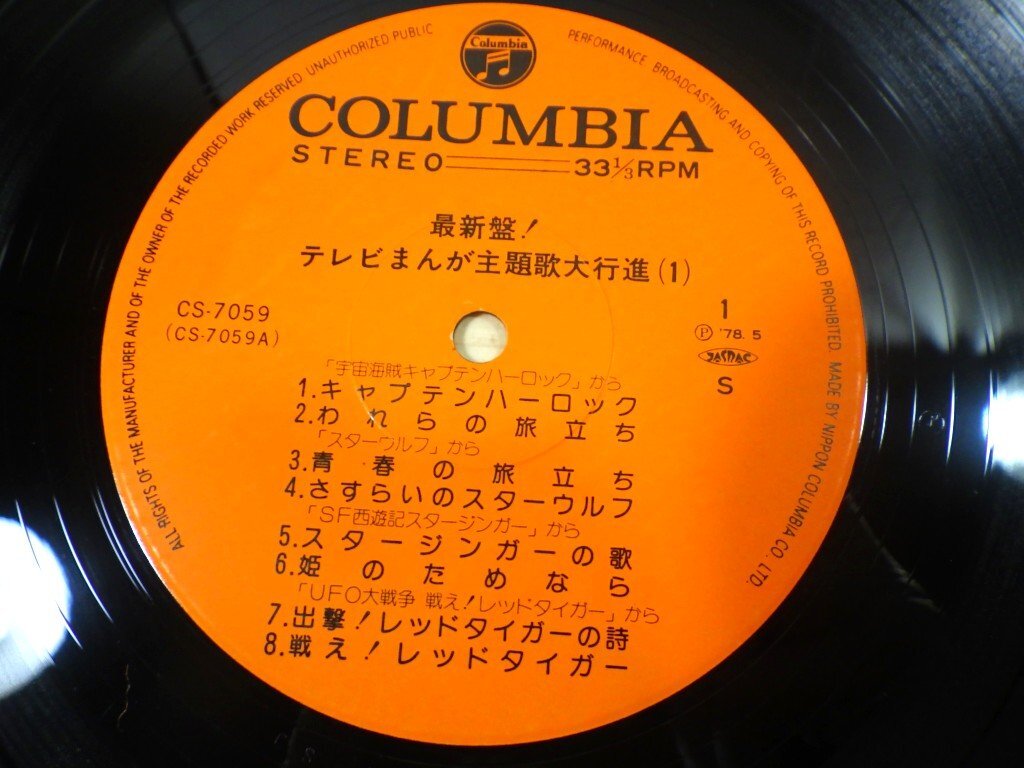 Columbia
COLUMBIA
STEREO 33 1/3 RPM
最新盤!
テレビまんが主題歌大行進(1)
CS-7059
(CS-7059A)
1
Ⓟ '78. 5
JASRAC
S
「宇宙海賊キャプテンハーロック」から
1.キャプテンハーロック
2.われらの旅立ち
「スターウルフ」から
3.青春の旅立ち
4.さすらいのスターウルフ
「SF西遊記スタージンガー」から
5.スタージンガーの歌
6.姫のためなら
「UFO大戦争 戦え!レッドタイガー」から
7.出撃!レッドタイガーの詩
8.戦え!レッドタイガー
ALL RIGHTS OF THE MANUFACTURER AND OF THE OWNER OF THE RECORDED WORK RESERVED UNAUTHORIZED PUBLIC PERFORMANCE, BROADCASTING AND COPYING OF THIS RECORD PROHIBITED. MADE BY NIPPON COLUMBIA CO. LTD.